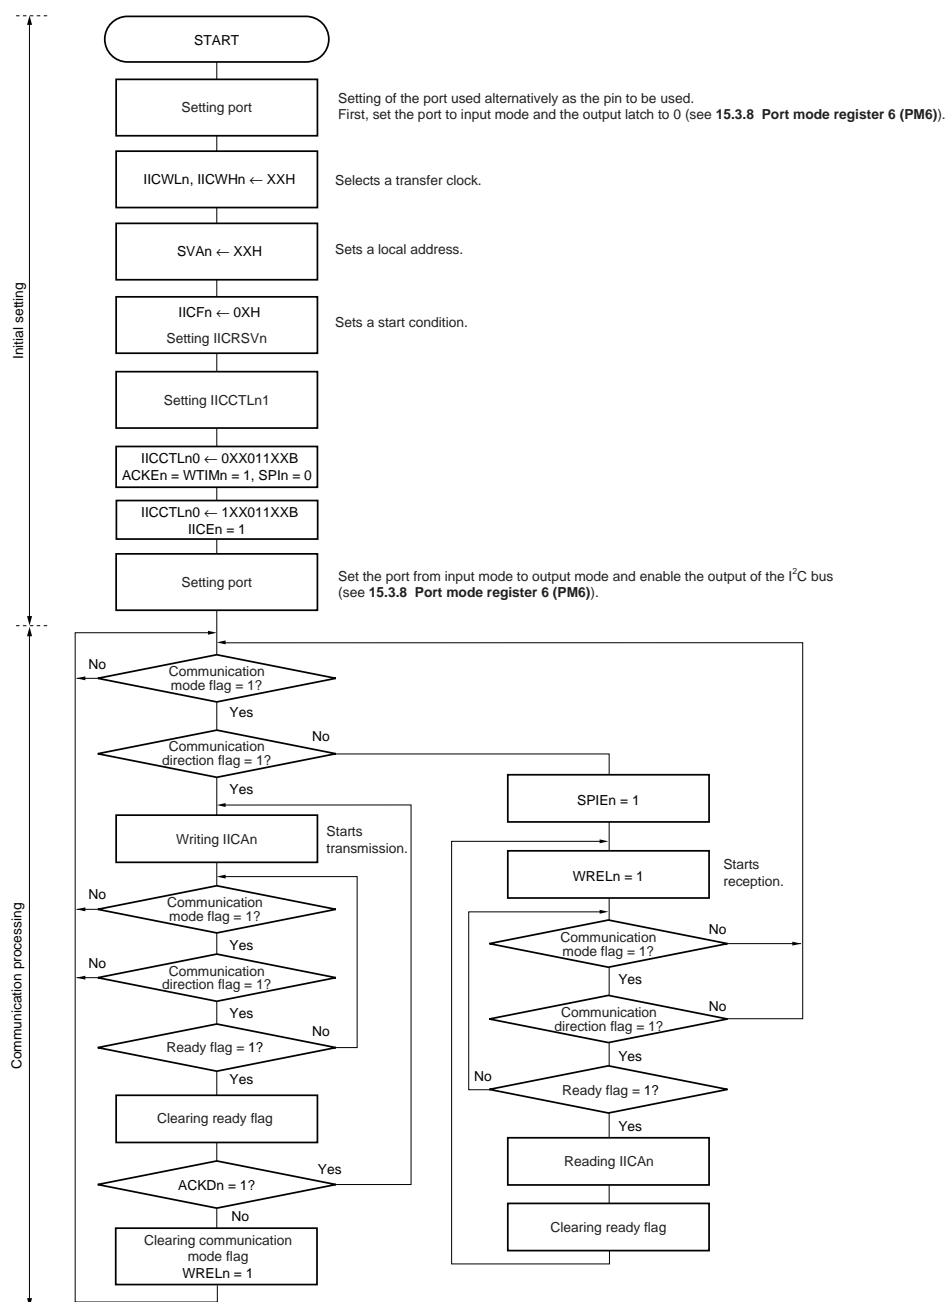 START
Setting port
Setting of the port used alternatively as the pin to be used.
First, set the port to input mode and the output latch to 0 (see 15.3.8 Port mode register 6 (PM6)).
IICWLn, IICWHn ← XXH
Selects a transfer clock.
SVAn ← XXH
Sets a local address.
IICFn ← 0XH
Setting IICRSVn
Sets a start condition.
Setting IICCTLn1
IICCTLn0 ← 0XX011XXB
ACKEn = WTIMn = 1, SPIn = 0
IICCTLn0 ← 1XX011XXB
IICEn = 1
Setting port
Set the port from input mode to output mode and enable the output of the I²C bus
(see 15.3.8 Port mode register 6 (PM6)).
Initial setting
Communication
mode flag = 1?
No
Yes
Communication
direction flag = 1?
No
Yes
Writing IICAn
Starts
transmission.
Communication
mode flag = 1?
No
Yes
Communication
direction flag = 1?
No
Yes
Ready flag = 1?
No
Yes
Clearing ready flag
ACKDn = 1?
Yes
No
Clearing communication
mode flag
WRELn = 1
SPIEn = 1
WRELn = 1
Starts
reception.
Communication
mode flag = 1?
No
Yes
Communication
direction flag = 1?
No
Yes
Ready flag = 1?
No
Yes
Reading IICAn
Clearing ready flag
Communication processing